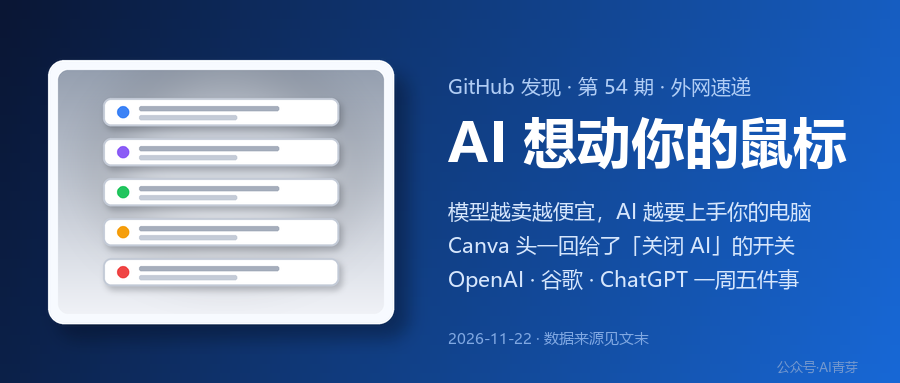 GitHub 发现 · 第 54 期 · 外网速递
AI 想动你的鼠标
模型越卖越便宜，AI 越要上手你的电脑
Canva 头一回给了「关闭 AI」的开关
OpenAI · 谷歌 · ChatGPT 一周五件事
2026-11-22 · 数据来源见文末
公众号·AI青芽